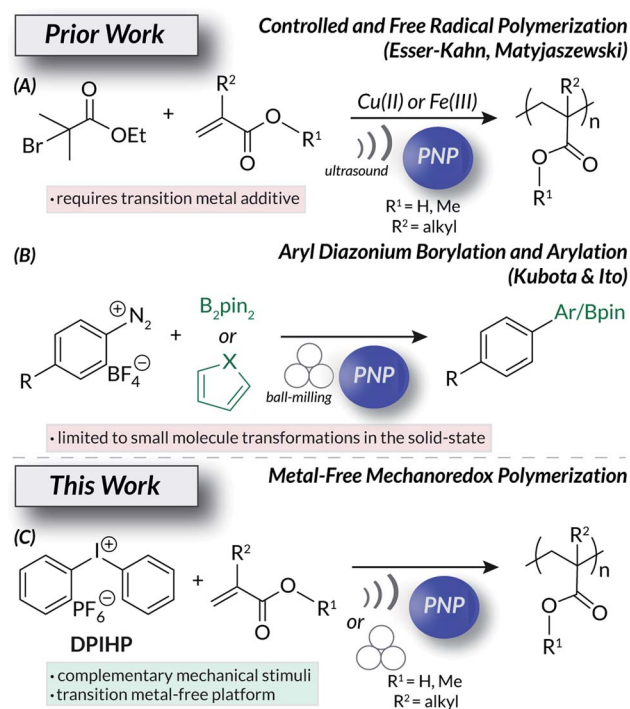 Prior Work
Controlled and Free Radical Polymerization
(Esser-Kahn, Matyjaszewski)
(A)
Br
O
OEt
+
R²
O
O
R¹
Cu(II) or Fe(III)
ultrasound
PNP
R¹ = H, Me
R² = alkyl
R²
n
O
O
R¹
· requires transition metal additive
(B)
Aryl Diazonium Borylation and Arylation
(Kubota & Ito)
⊕
N₂
BF₄⊖
R
+
B₂pin₂
or
X
ball-milling
PNP
Ar/Bpin
R
· limited to small molecule transformations in the solid-state
This Work
Metal-Free Mechanoredox Polymerization
(C)
I⊕
PF₆⊖
DPIHP
+
R²
O
O
R¹
or
PNP
R¹ = H, Me
R² = alkyl
R²
n
O
O
R¹
· complementary mechanical stimuli
· transition metal-free platform